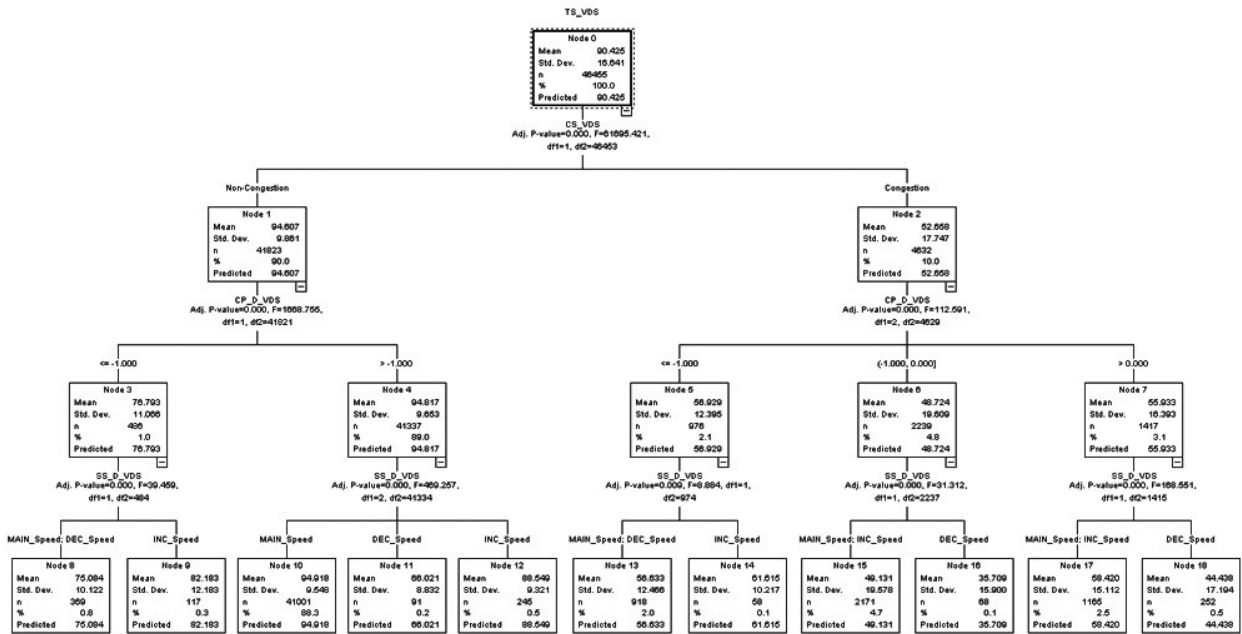 TS_VDS
Node 0
Mean 90.425
Std. Dev. 16.641
n 46455
% 100.0
Predicted 90.425
CS_VDS
Adj. P-value=0.000, F=61695.421,
df1=1, df2=46453
Non-Congestion
Congestion
Node 1
Mean 94.607
Std. Dev. 9.861
n 41823
% 90.0
Predicted 94.607
Node 2
Mean 52.658
Std. Dev. 17.747
n 4632
% 10.0
Predicted 52.658
CP_D_VDS
Adj. P-value=0.000, F=1668.755,
df1=1, df2=41821
CP_D_VDS
Adj. P-value=0.000, F=112.591,
df1=2, df2=4629
<= -1.000
> -1.000
<= -1.000
(-1.000, 0.000]
> 0.000
Node 3
Mean 76.793
Std. Dev. 11.066
n 486
% 1.0
Predicted 76.793
Node 4
Mean 94.817
Std. Dev. 9.653
n 41337
% 89.0
Predicted 94.817
Node 5
Mean 56.929
Std. Dev. 12.395
n 976
% 2.1
Predicted 56.929
Node 6
Mean 48.724
Std. Dev. 19.609
n 2239
% 4.8
Predicted 48.724
Node 7
Mean 55.933
Std. Dev. 16.393
n 1417
% 3.1
Predicted 55.933
SS_D_VDS
Adj. P-value=0.000, F=39.459,
df1=1, df2=484
SS_D_VDS
Adj. P-value=0.000, F=469.257,
df1=2, df2=41334
SS_D_VDS
Adj. P-value=0.009, F=8.884, df1=1,
df2=974
SS_D_VDS
Adj. P-value=0.000, F=31.312,
df1=1, df2=2237
SS_D_VDS
Adj. P-value=0.000, F=168.551,
df1=1, df2=1415
MAIN_Speed; DEC_Speed
INC_Speed
MAIN_Speed
DEC_Speed
INC_Speed
MAIN_Speed; DEC_Speed
INC_Speed
MAIN_Speed; INC_Speed
DEC_Speed
MAIN_Speed; INC_Speed
DEC_Speed
Node 8
Mean 75.084
Std. Dev. 10.122
n 369
% 0.8
Predicted 75.084
Node 9
Mean 82.183
Std. Dev. 12.183
n 117
% 0.3
Predicted 82.183
Node 10
Mean 94.918
Std. Dev. 9.548
n 41001
% 88.3
Predicted 94.918
Node 11
Mean 66.021
Std. Dev. 8.832
n 91
% 0.2
Predicted 66.021
Node 12
Mean 88.549
Std. Dev. 9.321
n 245
% 0.5
Predicted 88.549
Node 13
Mean 56.633
Std. Dev. 12.466
n 918
% 2.0
Predicted 56.633
Node 14
Mean 61.615
Std. Dev. 10.217
n 58
% 0.1
Predicted 61.615
Node 15
Mean 49.131
Std. Dev. 19.578
n 2171
% 4.7
Predicted 49.131
Node 16
Mean 35.709
Std. Dev. 15.900
n 68
% 0.1
Predicted 35.709
Node 17
Mean 58.420
Std. Dev. 15.112
n 1165
% 2.5
Predicted 58.420
Node 18
Mean 44.438
Std. Dev. 17.194
n 252
% 0.5
Predicted 44.438